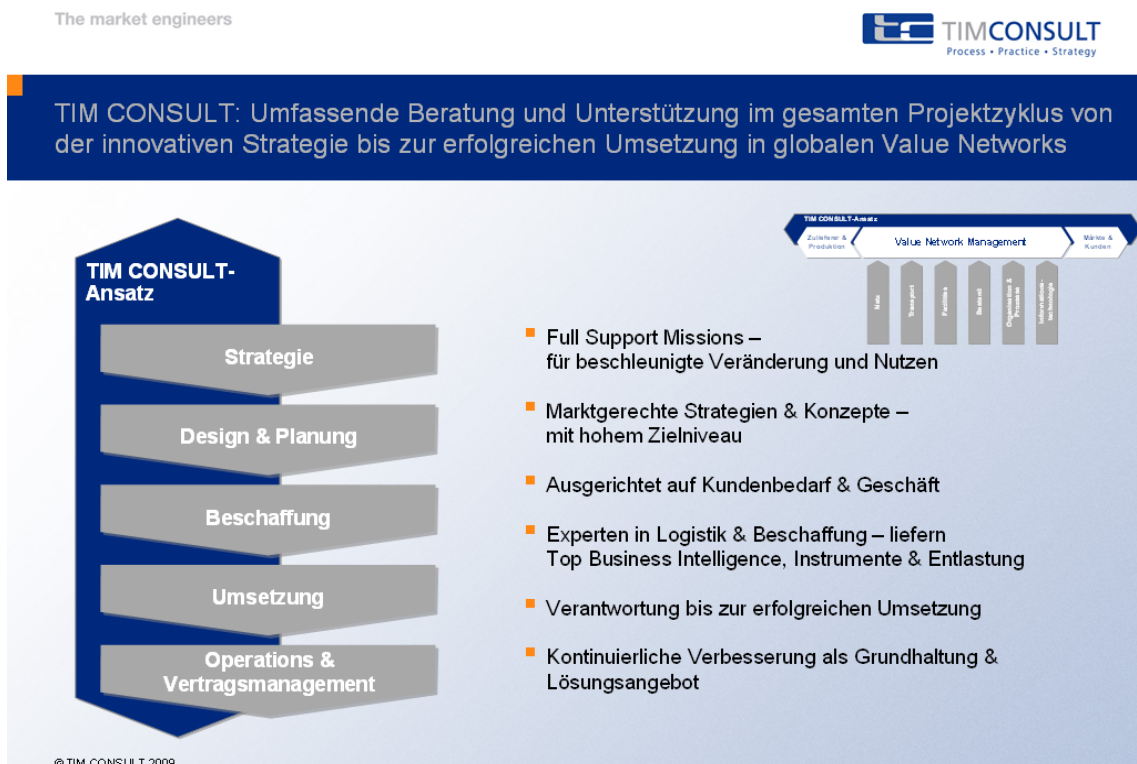 The market engineers
TIMCONSULT
Process • Practice • Strategy
TIM CONSULT: Umfassende Beratung und Unterstützung im gesamten Projektzyklus von
der innovativen Strategie bis zur erfolgreichen Umsetzung in globalen Value Networks
TIM CONSULT-Ansatz
Zulieferer &
Produktion
Value Network Management
Märkte &
Kunden
Netz
Transport
Facilities
Bestand
Organisation &
Prozesse
Informations-
technologie
TIM CONSULT-
Ansatz
Strategie
Design & Planung
Beschaffung
Umsetzung
Operations &
Vertragsmanagement
Full Support Missions –
für beschleunigte Veränderung und Nutzen
Marktgerechte Strategien & Konzepte –
mit hohem Zielniveau
Ausgerichtet auf Kundenbedarf & Geschäft
Experten in Logistik & Beschaffung – liefern
Top Business Intelligence, Instrumente & Entlastung
Verantwortung bis zur erfolgreichen Umsetzung
Kontinuierliche Verbesserung als Grundhaltung &
Lösungsangebot
© TIM CONSULT 2009